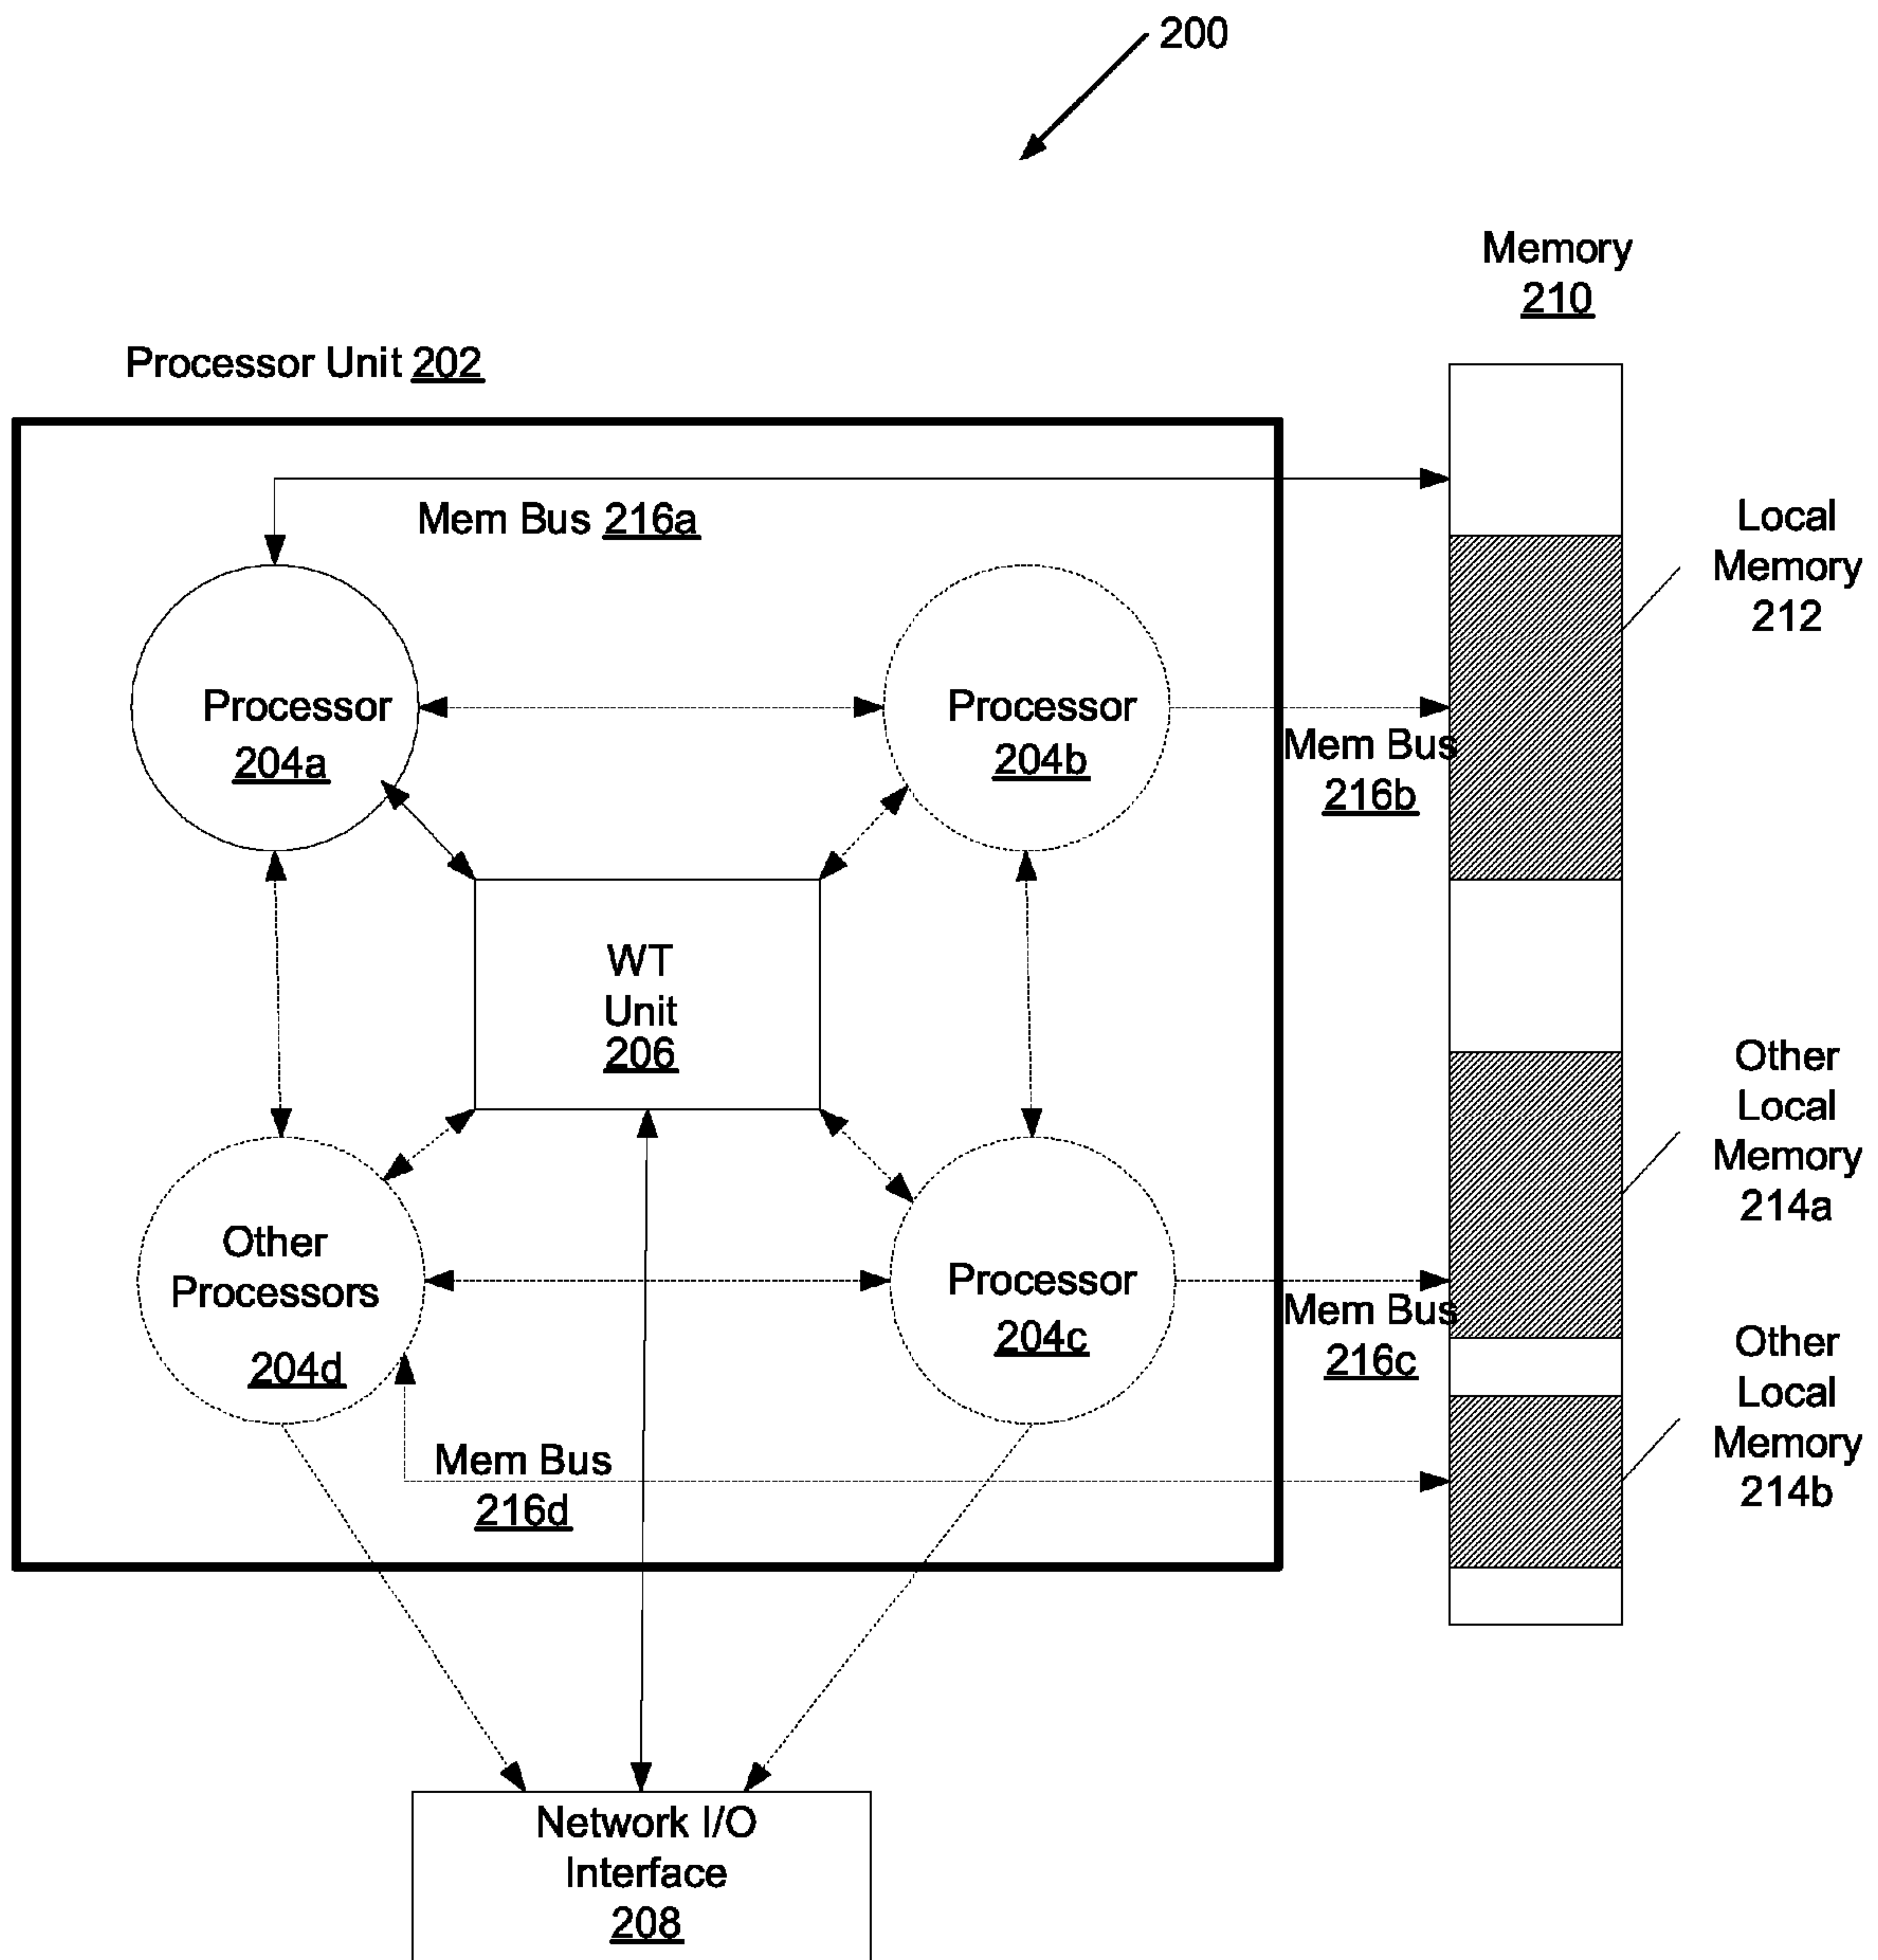 200
Memory
210
Processor Unit 202
Mem Bus 216a
Local
Memory
212
Processor
204a
Processor
204b
Mem Bus
216b
WT
Unit
206
Other
Local
Memory
214a
Other
Processors
204d
Processor
204c
Mem Bus
216c
Other
Local
Memory
214b
Mem Bus
216d
Network I/O
Interface
208